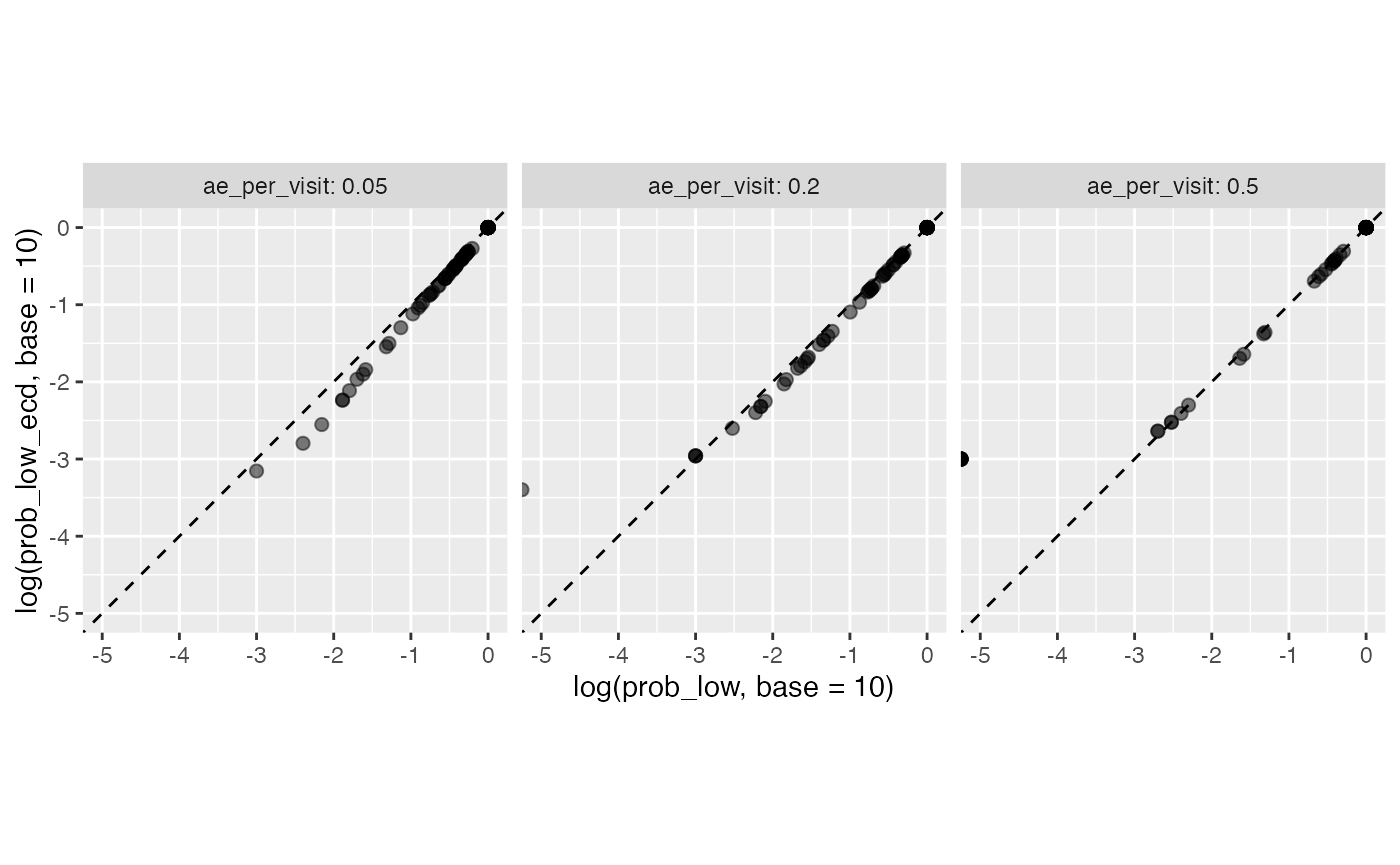 ae_per_visit: 0.05 ae_per_visit: 0.2 ae_per_visit: 0.5
log(prob_low_ecd, base = 10)
0
-1
-2
-3
-4
-5
-5 -4 -3 -2 -1 0 -5 -4 -3 -2 -1 0 -5 -4 -3 -2 -1 0
log(prob_low, base = 10)